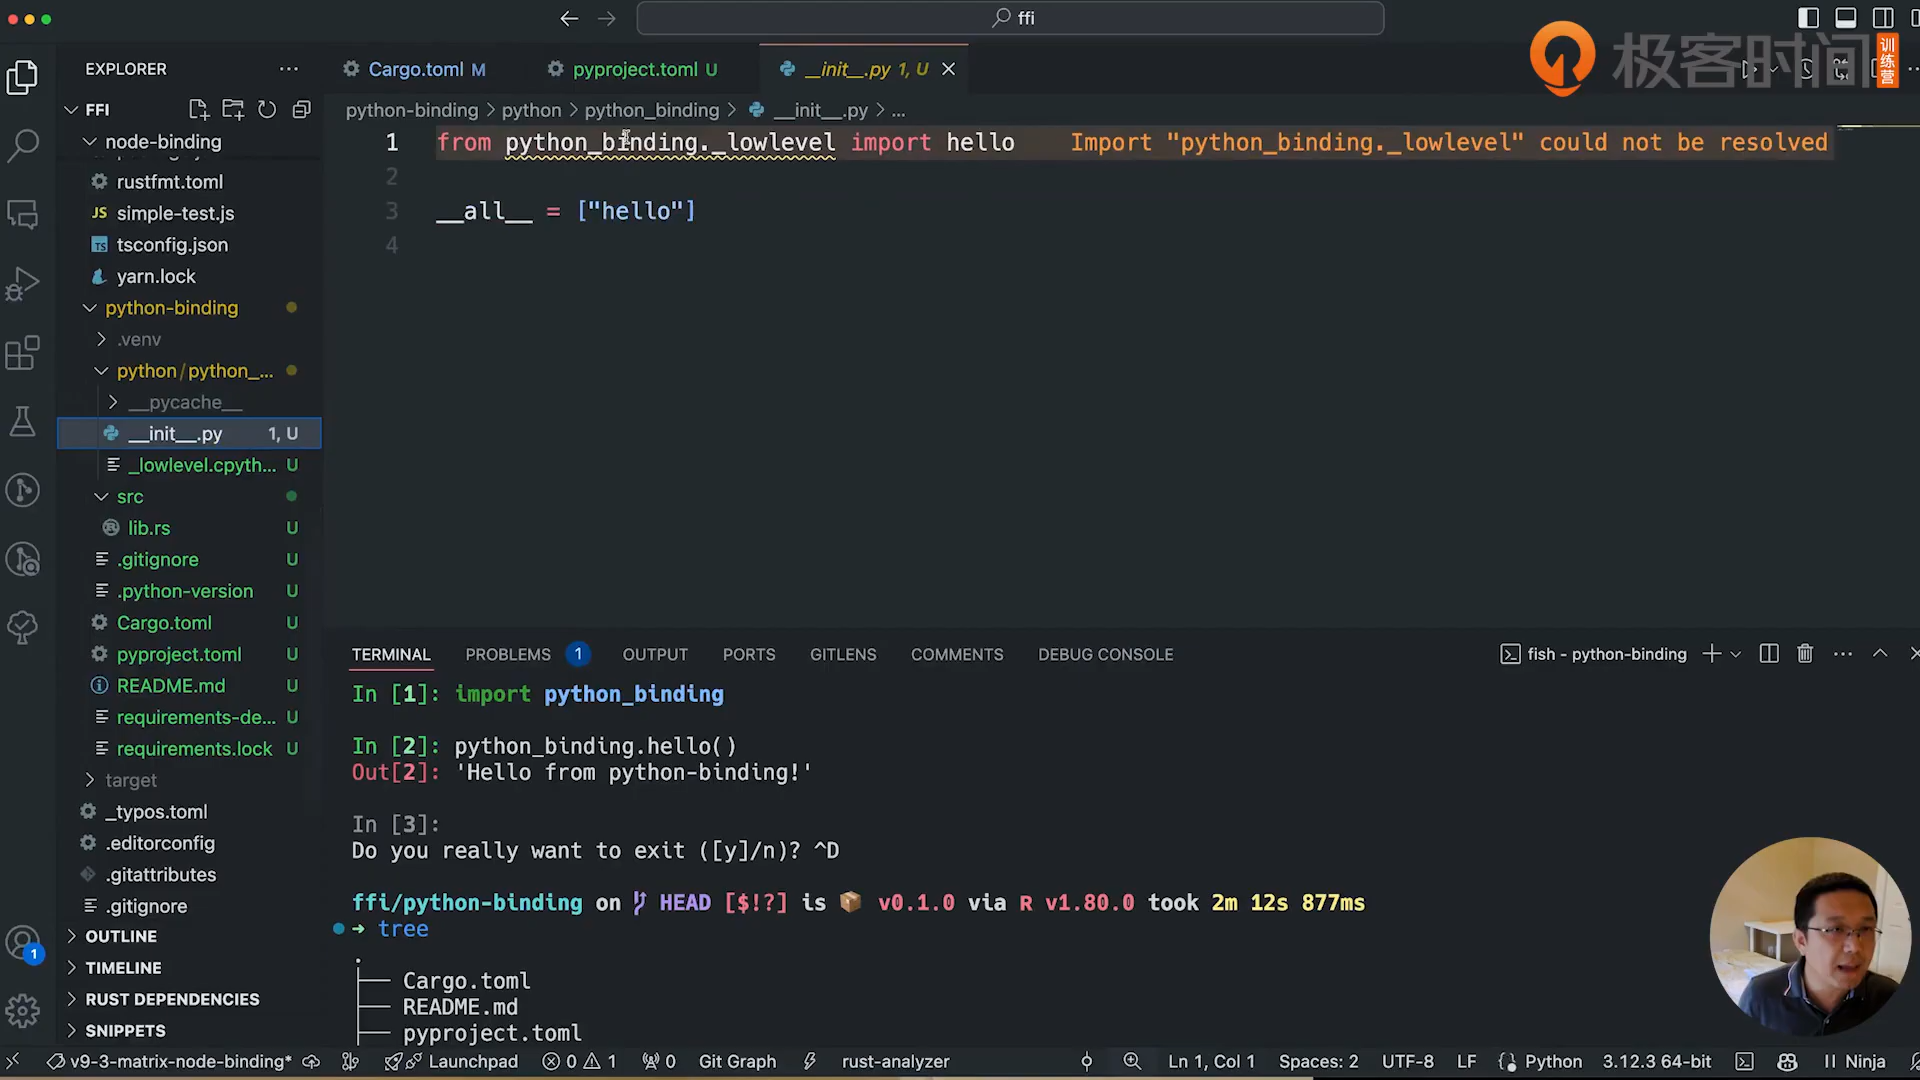 ffi
极客时间 训练营
EXPLORER
Cargo.toml M
pyproject.toml U
__init__.py 1, U
FFI
python-binding > python > python_binding > __init__.py > ...
node-binding
rustfmt.toml
JS simple-test.js
TS tsconfig.json
yarn.lock
python-binding
.venv
python/python_...
__pycache__
__init__.py 1, U
_lowlevel.cpyth... U
src
lib.rs U
.gitignore U
.python-version U
Cargo.toml U
pyproject.toml U
README.md U
requirements-de... U
requirements.lock U
target
_typos.toml
.editorconfig
.gitattributes
.gitignore
OUTLINE
TIMELINE
RUST DEPENDENCIES
SNIPPETS
1 from python_binding._lowlevel import hello Import "python_binding._lowlevel" could not be resolved
2
3 __all__ = ["hello"]
4
TERMINAL PROBLEMS 1 OUTPUT PORTS GITLENS COMMENTS DEBUG CONSOLE
fish - python-binding
In [1]: import python_binding
In [2]: python_binding.hello()
Out[2]: 'Hello from python-binding!'
In [3]:
Do you really want to exit ([y]/n)? ^D
ffi/python-binding on HEAD [$!?] is 📦 v0.1.0 via R v1.80.0 took 2m 12s 877ms
→ tree
.
├── Cargo.toml
├── README.md
├── pyproject.toml
1
v9-3-matrix-node-binding* Launchpad 0 1 0 Git Graph rust-analyzer Ln 1, Col 1 Spaces: 2 UTF-8 LF Python 3.12.3 64-bit Ninja